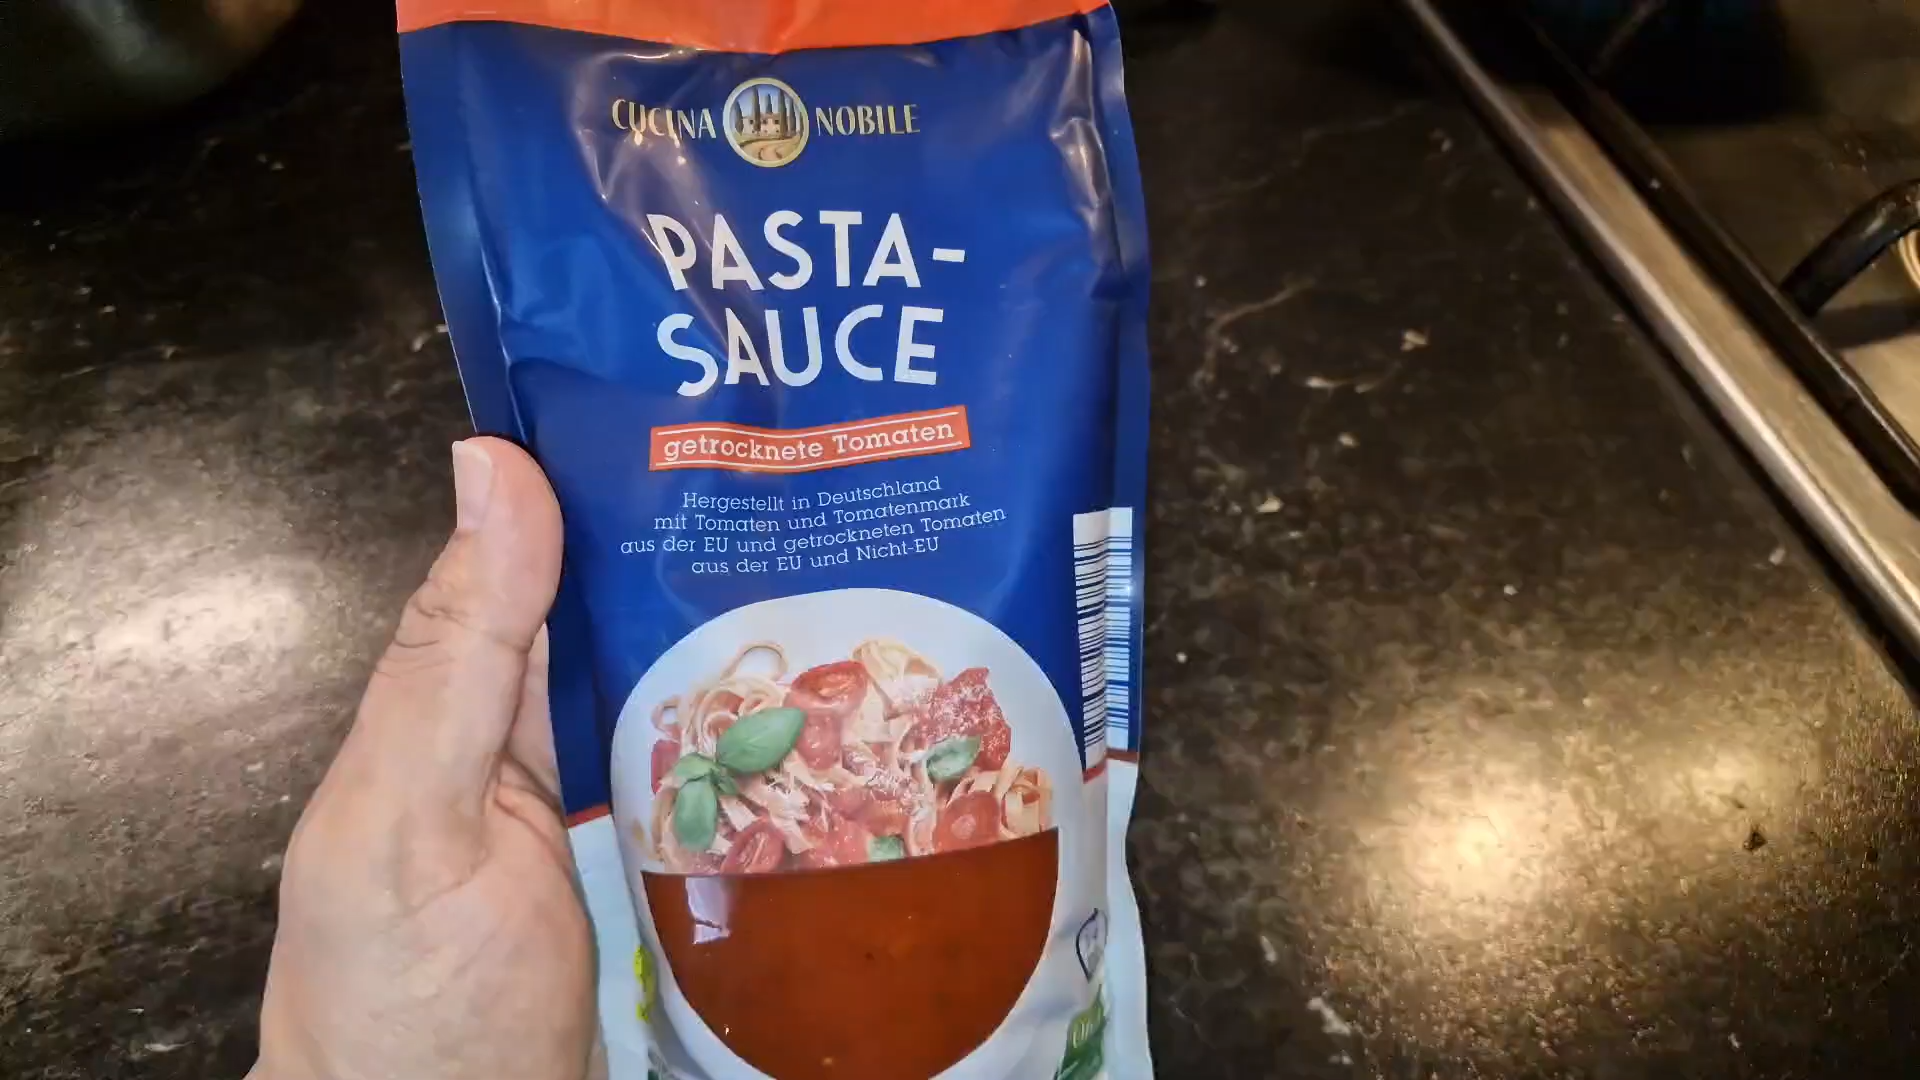 CUCINA NOBILE
PASTA-
SAUCE
getrocknete Tomaten
Hergestellt in Deutschland
mit Tomaten und Tomatenmark
aus der EU und getrockneten Tomaten
aus der EU und Nicht-EU